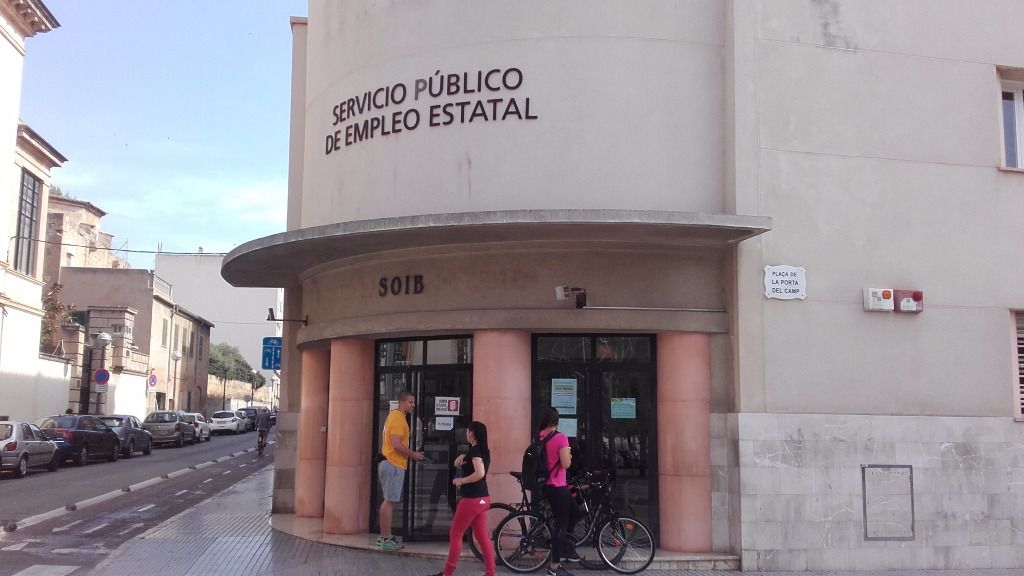 SERVICIO PÚBLICO
DE EMPLEO ESTATAL
SOIB
PLAÇA DE
LA PORTA
DEL CAMP